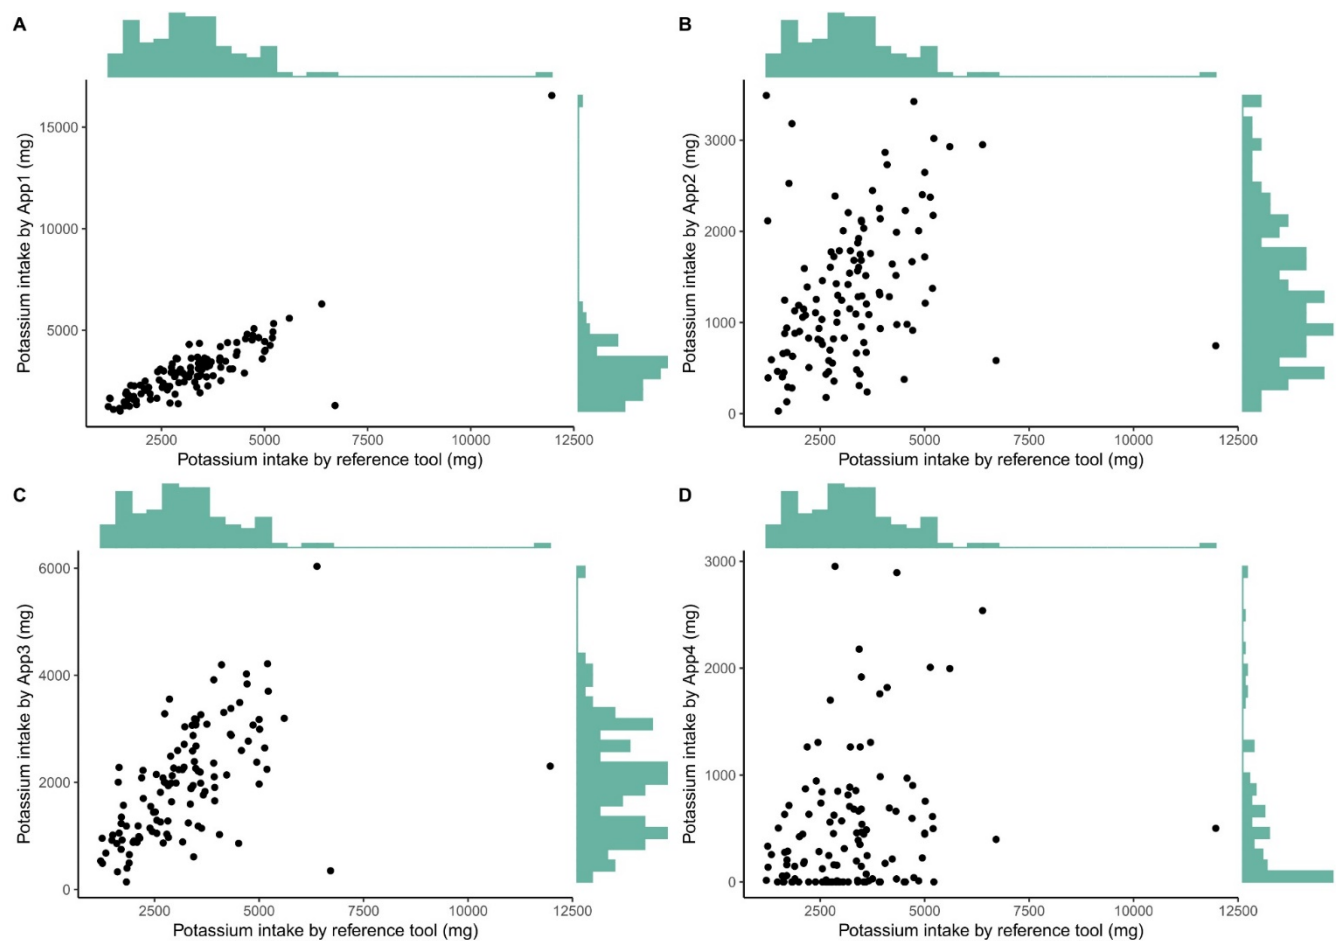 A
Potassium intake by App1 (mg)
15000
10000
5000
2500
5000
7500
10000
12500
Potassium intake by reference tool (mg)
B
Potassium intake by App2 (mg)
3000
2000
1000
0
2500
5000
7500
10000
12500
Potassium intake by reference tool (mg)
C
Potassium intake by App3 (mg)
6000
4000
2000
0
2500
5000
7500
10000
12500
Potassium intake by reference tool (mg)
D
Potassium intake by App4 (mg)
3000
2000
1000
0
2500
5000
7500
10000
12500
Potassium intake by reference tool (mg)